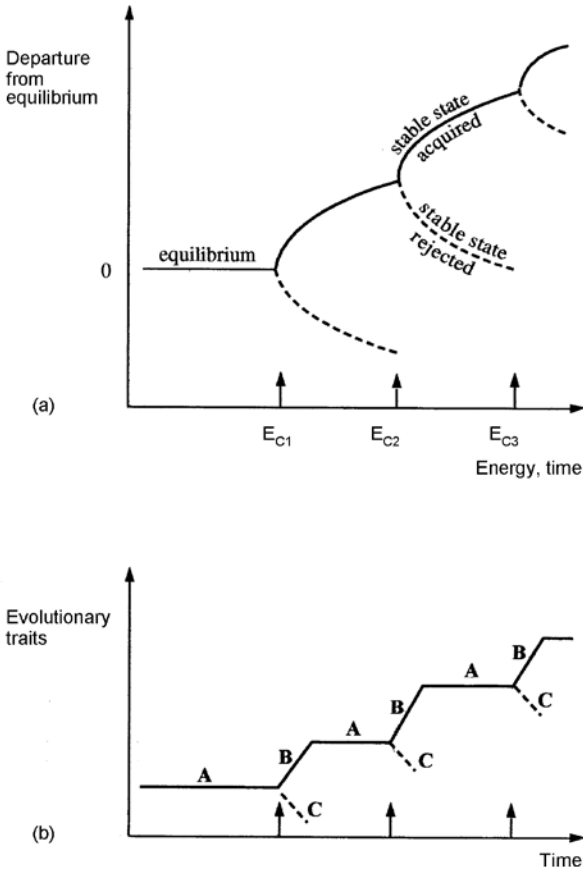 Departure
from
equilibrium
stable state
acquired
stable state
rejected
equilibrium
0
(a)
E_C1 E_C2 E_C3
Energy, time
Evolutionary
traits
A B C A B C A B C
(b)
Time